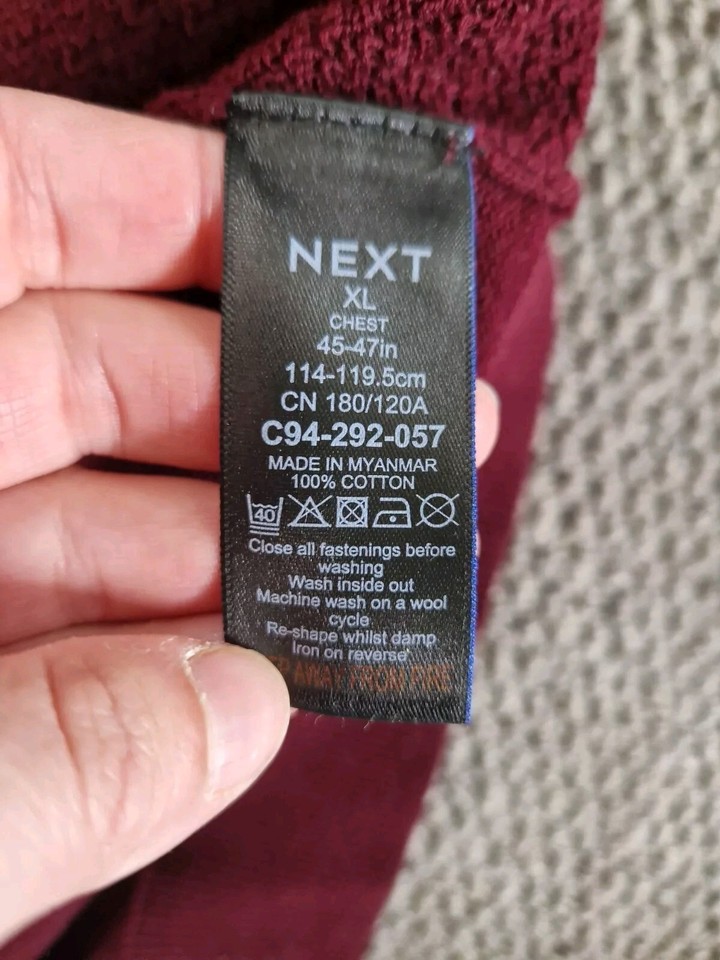 NEXT
XL
CHEST
45-47in
114-119.5cm
CN 180/120A
C94-292-057
MADE IN MYANMAR
100% COTTON
40
Close all fastenings before
washing
Wash inside out
Machine wash on a wool
cycle
Re-shape whilst damp
Iron on reverse
AWAY FROM FIRE